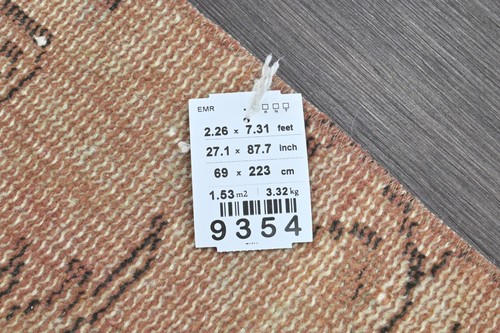 EMR
2.26 x 7.31 feet
27.1 x 87.7 Inch
69 x 223 cm
1.53 m2 3.32 kg
9354